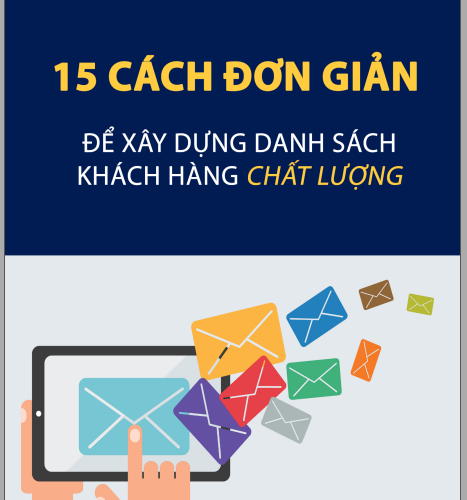 15 CÁCH ĐƠN GIẢN
ĐỂ XÂY DỰNG DANH SÁCH
KHÁCH HÀNG CHẤT LƯỢNG